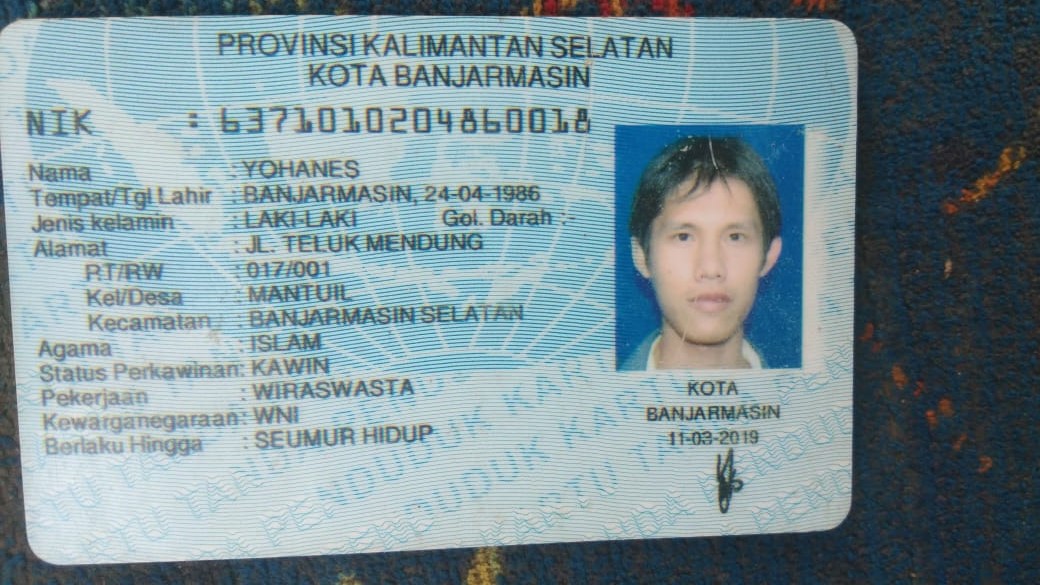 PROVINSI KALIMANTAN SELATAN
KOTA BANJARMASIN
NIK : 6371010204860018
Nama : YOHANES
Tempat/Tgl Lahir : BANJARMASIN, 24-04-1986
Jenis kelamin : LAKI-LAKI Gol. Darah :-
Alamat : JL. TELUK MENDUNG
RT/RW : 017/001
Kel/Desa : MANTUIL
Kecamatan : BANJARMASIN SELATAN
Agama : ISLAM
Status Perkawinan: KAWIN
Pekerjaan : WIRASWASTA
Kewarganegaraan: WNI
Berlaku Hingga : SEUMUR HIDUP
KOTA
BANJARMASIN
11-03-2019